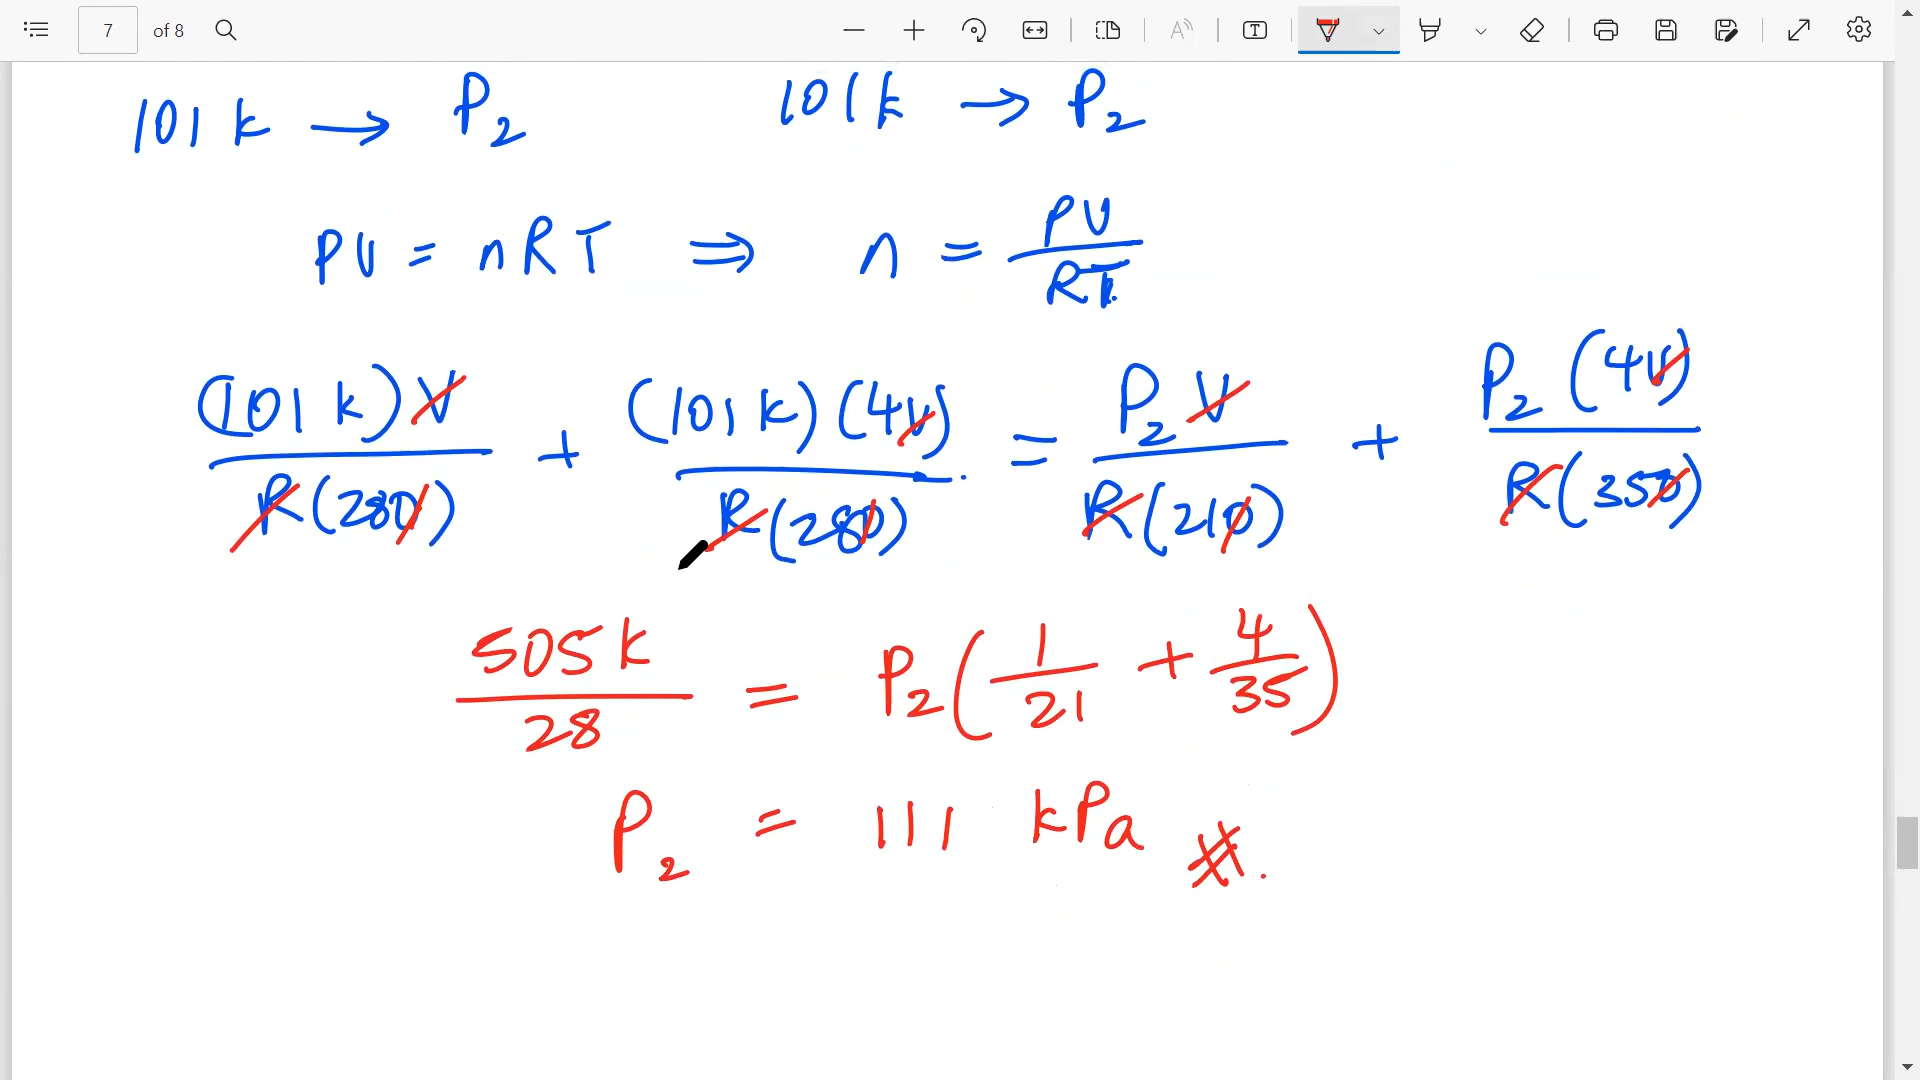 7 of 8
101 k → P₂ 101 k → P₂
PV = nRT ⇒ n = PV/RT
(101 k)V/R(280) + (101 k)(4V)/R(280) = P₂V/R(210) + P₂(4V)/R(350)
505 k/28 = P₂(1/21 + 4/35)
P₂ = 111 kPa #.